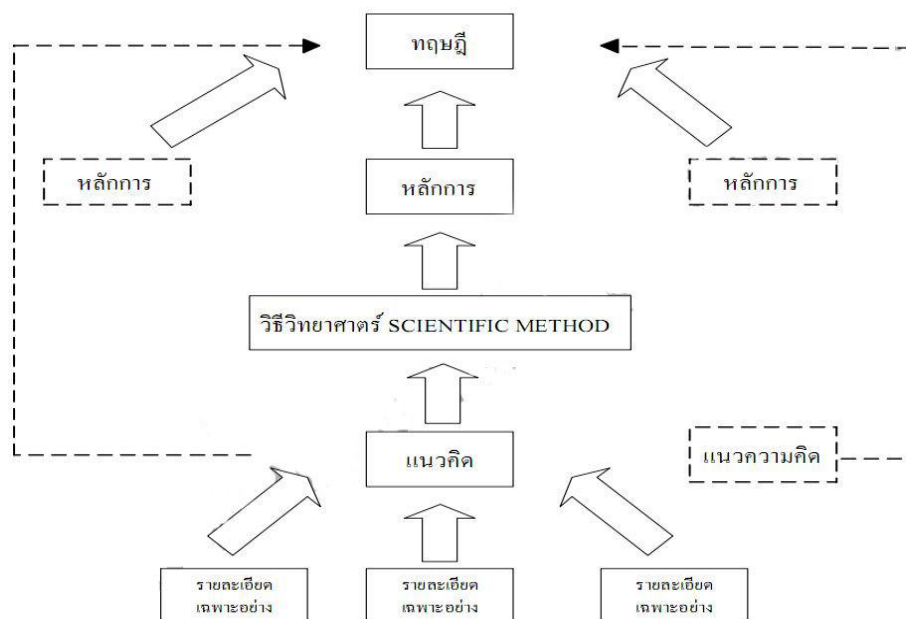 ทฤษฎี
หลักการ
หลักการ
หลักการ
วิธีวิทยาศาตร์ SCIENTIFIC METHOD
แนวคิด
แนวความคิด
รายละเอียด
เฉพาะอย่าง
รายละเอียด
เฉพาะอย่าง
รายละเอียด
เฉพาะอย่าง